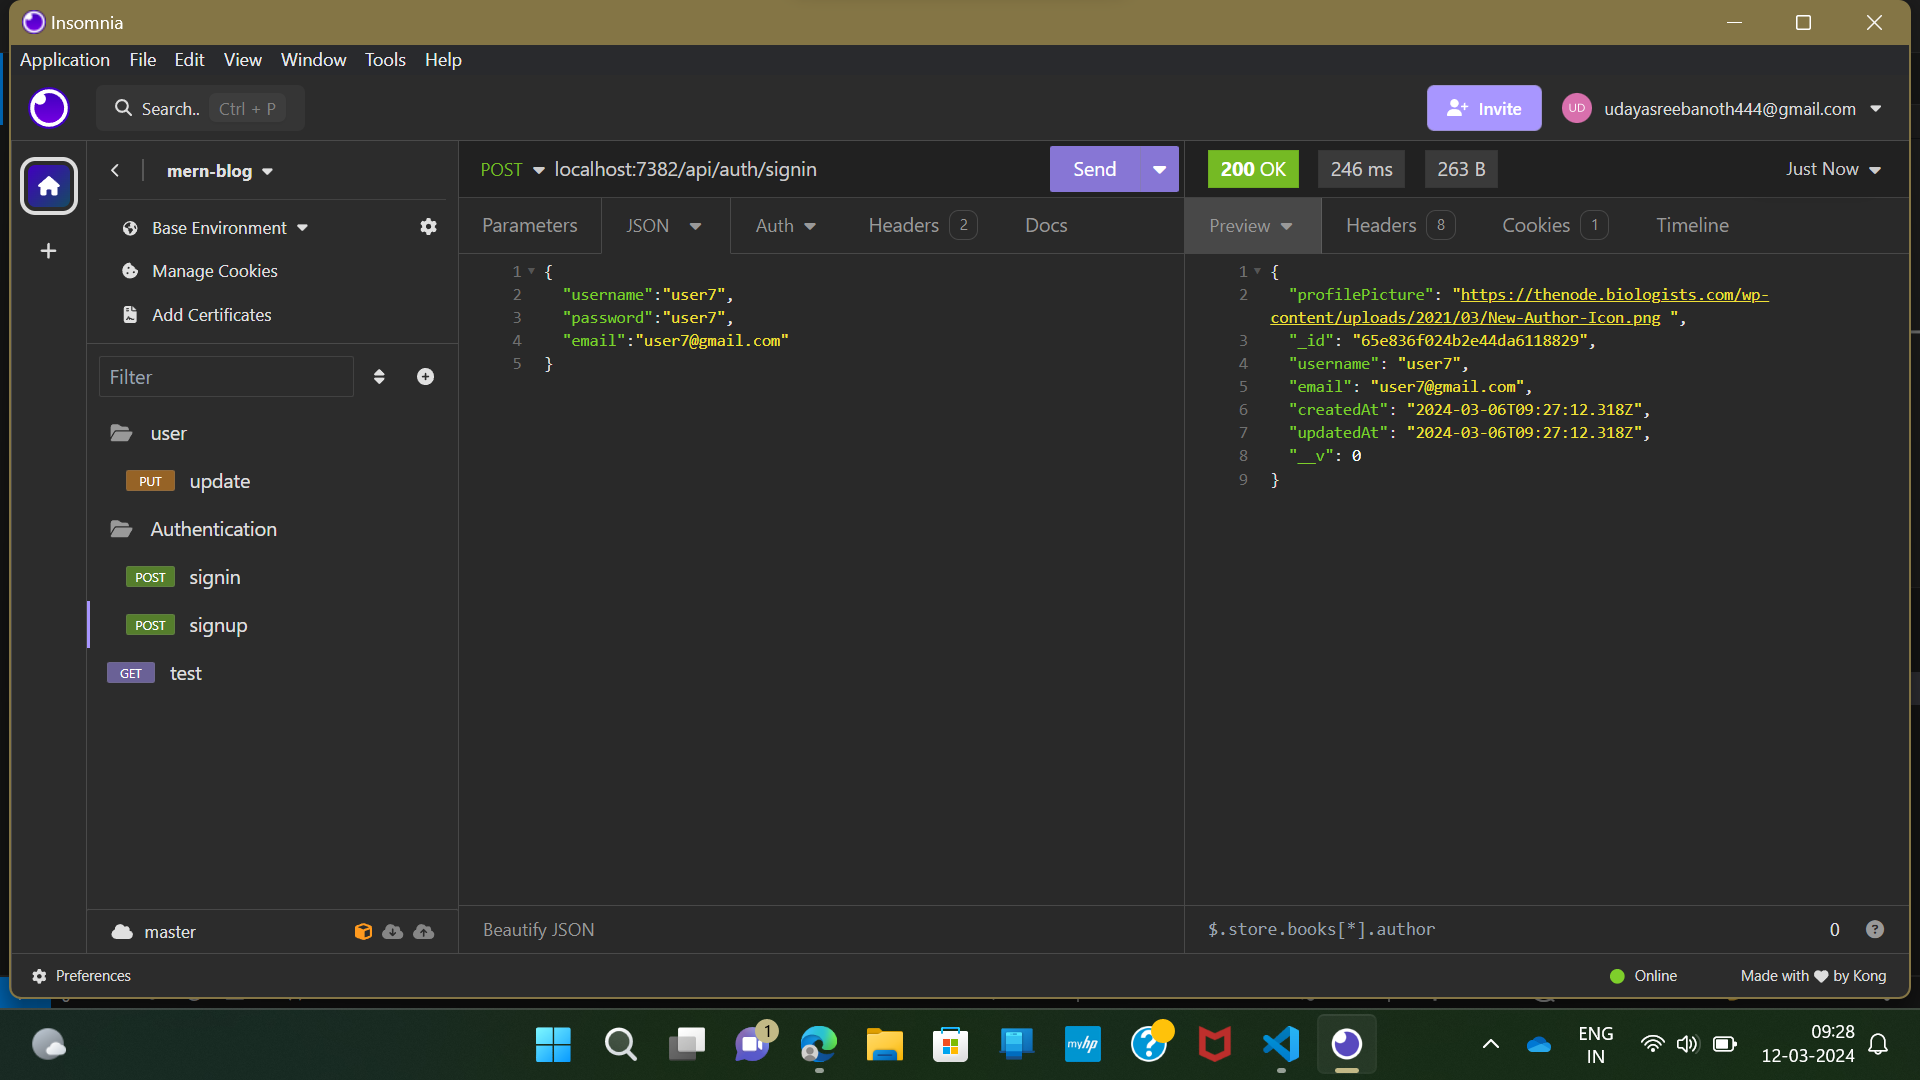 Insomnia
Application File Edit View Window Tools Help
Search.. Ctrl + P
Invite
UD
udayasreebanoth444@gmail.com
mern-blog
Base Environment
Manage Cookies
Add Certificates
Filter
user
PUT update
Authentication
POST signin
POST signup
GET test
master
POST localhost:7382/api/auth/signin
Send
Parameters JSON Auth Headers 2 Docs
1 {
2 "username":"user7",
3 "password":"user7",
4 "email":"user7@gmail.com"
5 }
Beautify JSON
200 OK 246 ms 263 B Just Now
Preview Headers 8 Cookies 1 Timeline
1 {
2 "profilePicture": "https://thenode.biologists.com/wp-
content/uploads/2021/03/New-Author-Icon.png ",
3 "_id": "65e836f024b2e44da6118829",
4 "username": "user7",
5 "email": "user7@gmail.com",
6 "createdAt": "2024-03-06T09:27:12.318Z",
7 "updatedAt": "2024-03-06T09:27:12.318Z",
8 "__v": 0
9 }
$.store.books[*].author 0 ?
Preferences
Online
Made with ❤ by Kong
1
myhp
?
ENG
IN
09:28
12-03-2024